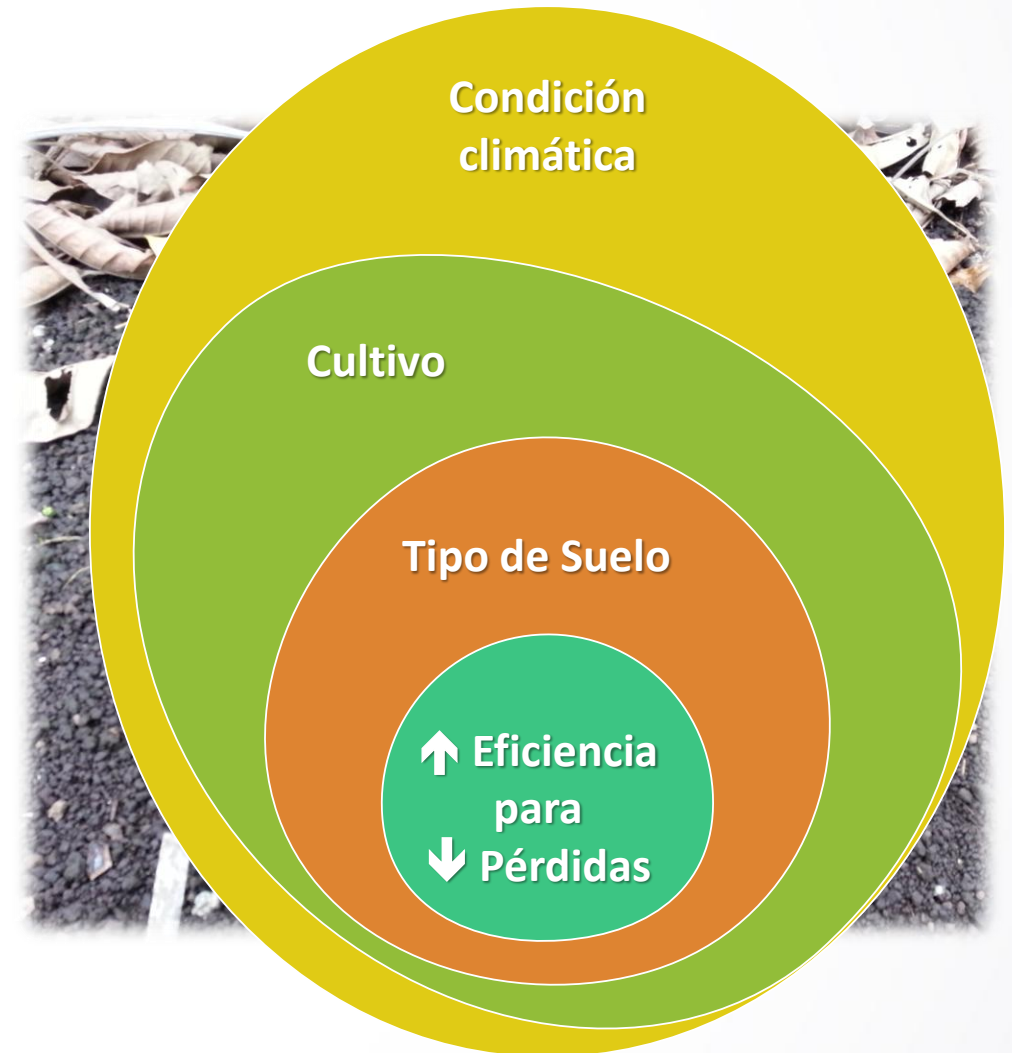 Condición
climática
Cultivo
Tipo de Suelo
↑ Eficiencia
para
↓ Pérdidas